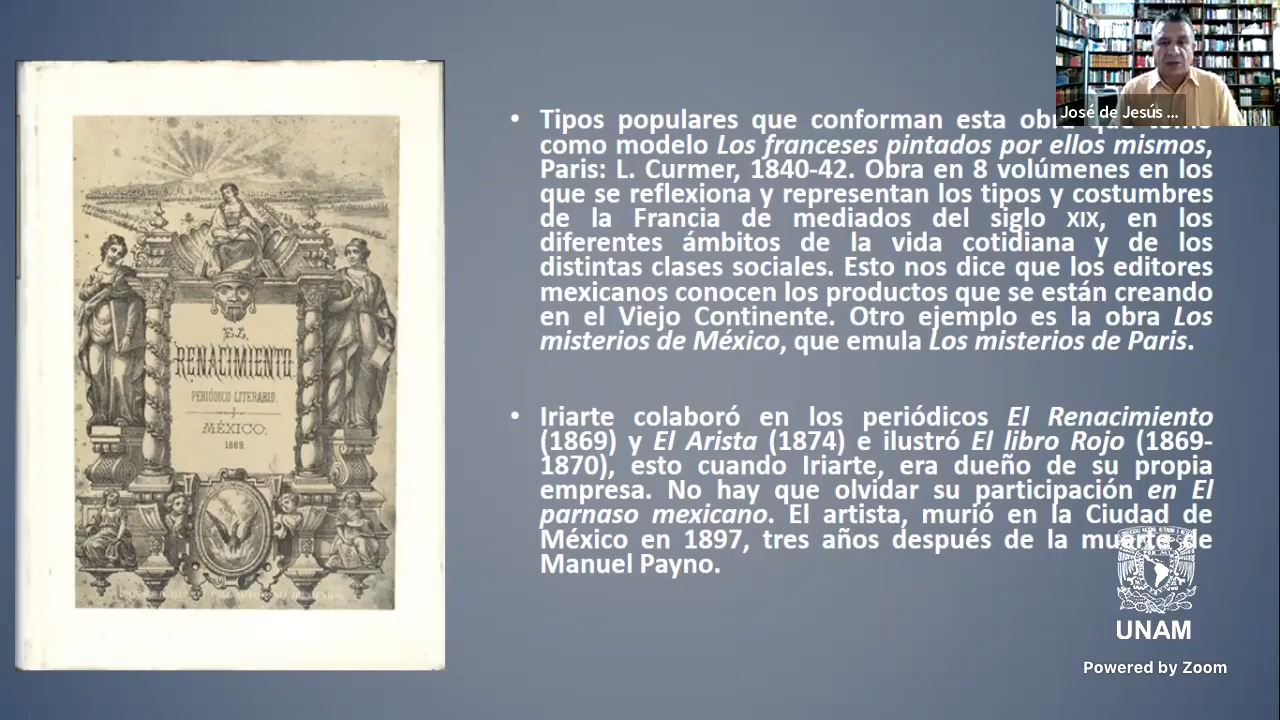 EL
RENACIMIENTO
PERIÓDICO LITERARIO.
MÉXICO.
1869.
José de Jesús ...
• Tipos populares que conforman esta obra que tomó
como modelo Los franceses pintados por ellos mismos,
Paris: L. Curmer, 1840-42. Obra en 8 volúmenes en los
que se reflexiona y representan los tipos y costumbres
de la Francia de mediados del siglo XIX, en los
diferentes ámbitos de la vida cotidiana y de los
distintas clases sociales. Esto nos dice que los editores
mexicanos conocen los productos que se están creando
en el Viejo Continente. Otro ejemplo es la obra Los
misterios de México, que emula Los misterios de Paris.
• Iriarte colaboró en los periódicos El Renacimiento
(1869) y El Arista (1874) e ilustró El libro Rojo (1869-
1870), esto cuando Iriarte, era dueño de su propia
empresa. No hay que olvidar su participación en El
parnaso mexicano. El artista, murió en la Ciudad de
México en 1897, tres años después de la muerte de
Manuel Payno.
UNAM
Powered by Zoom